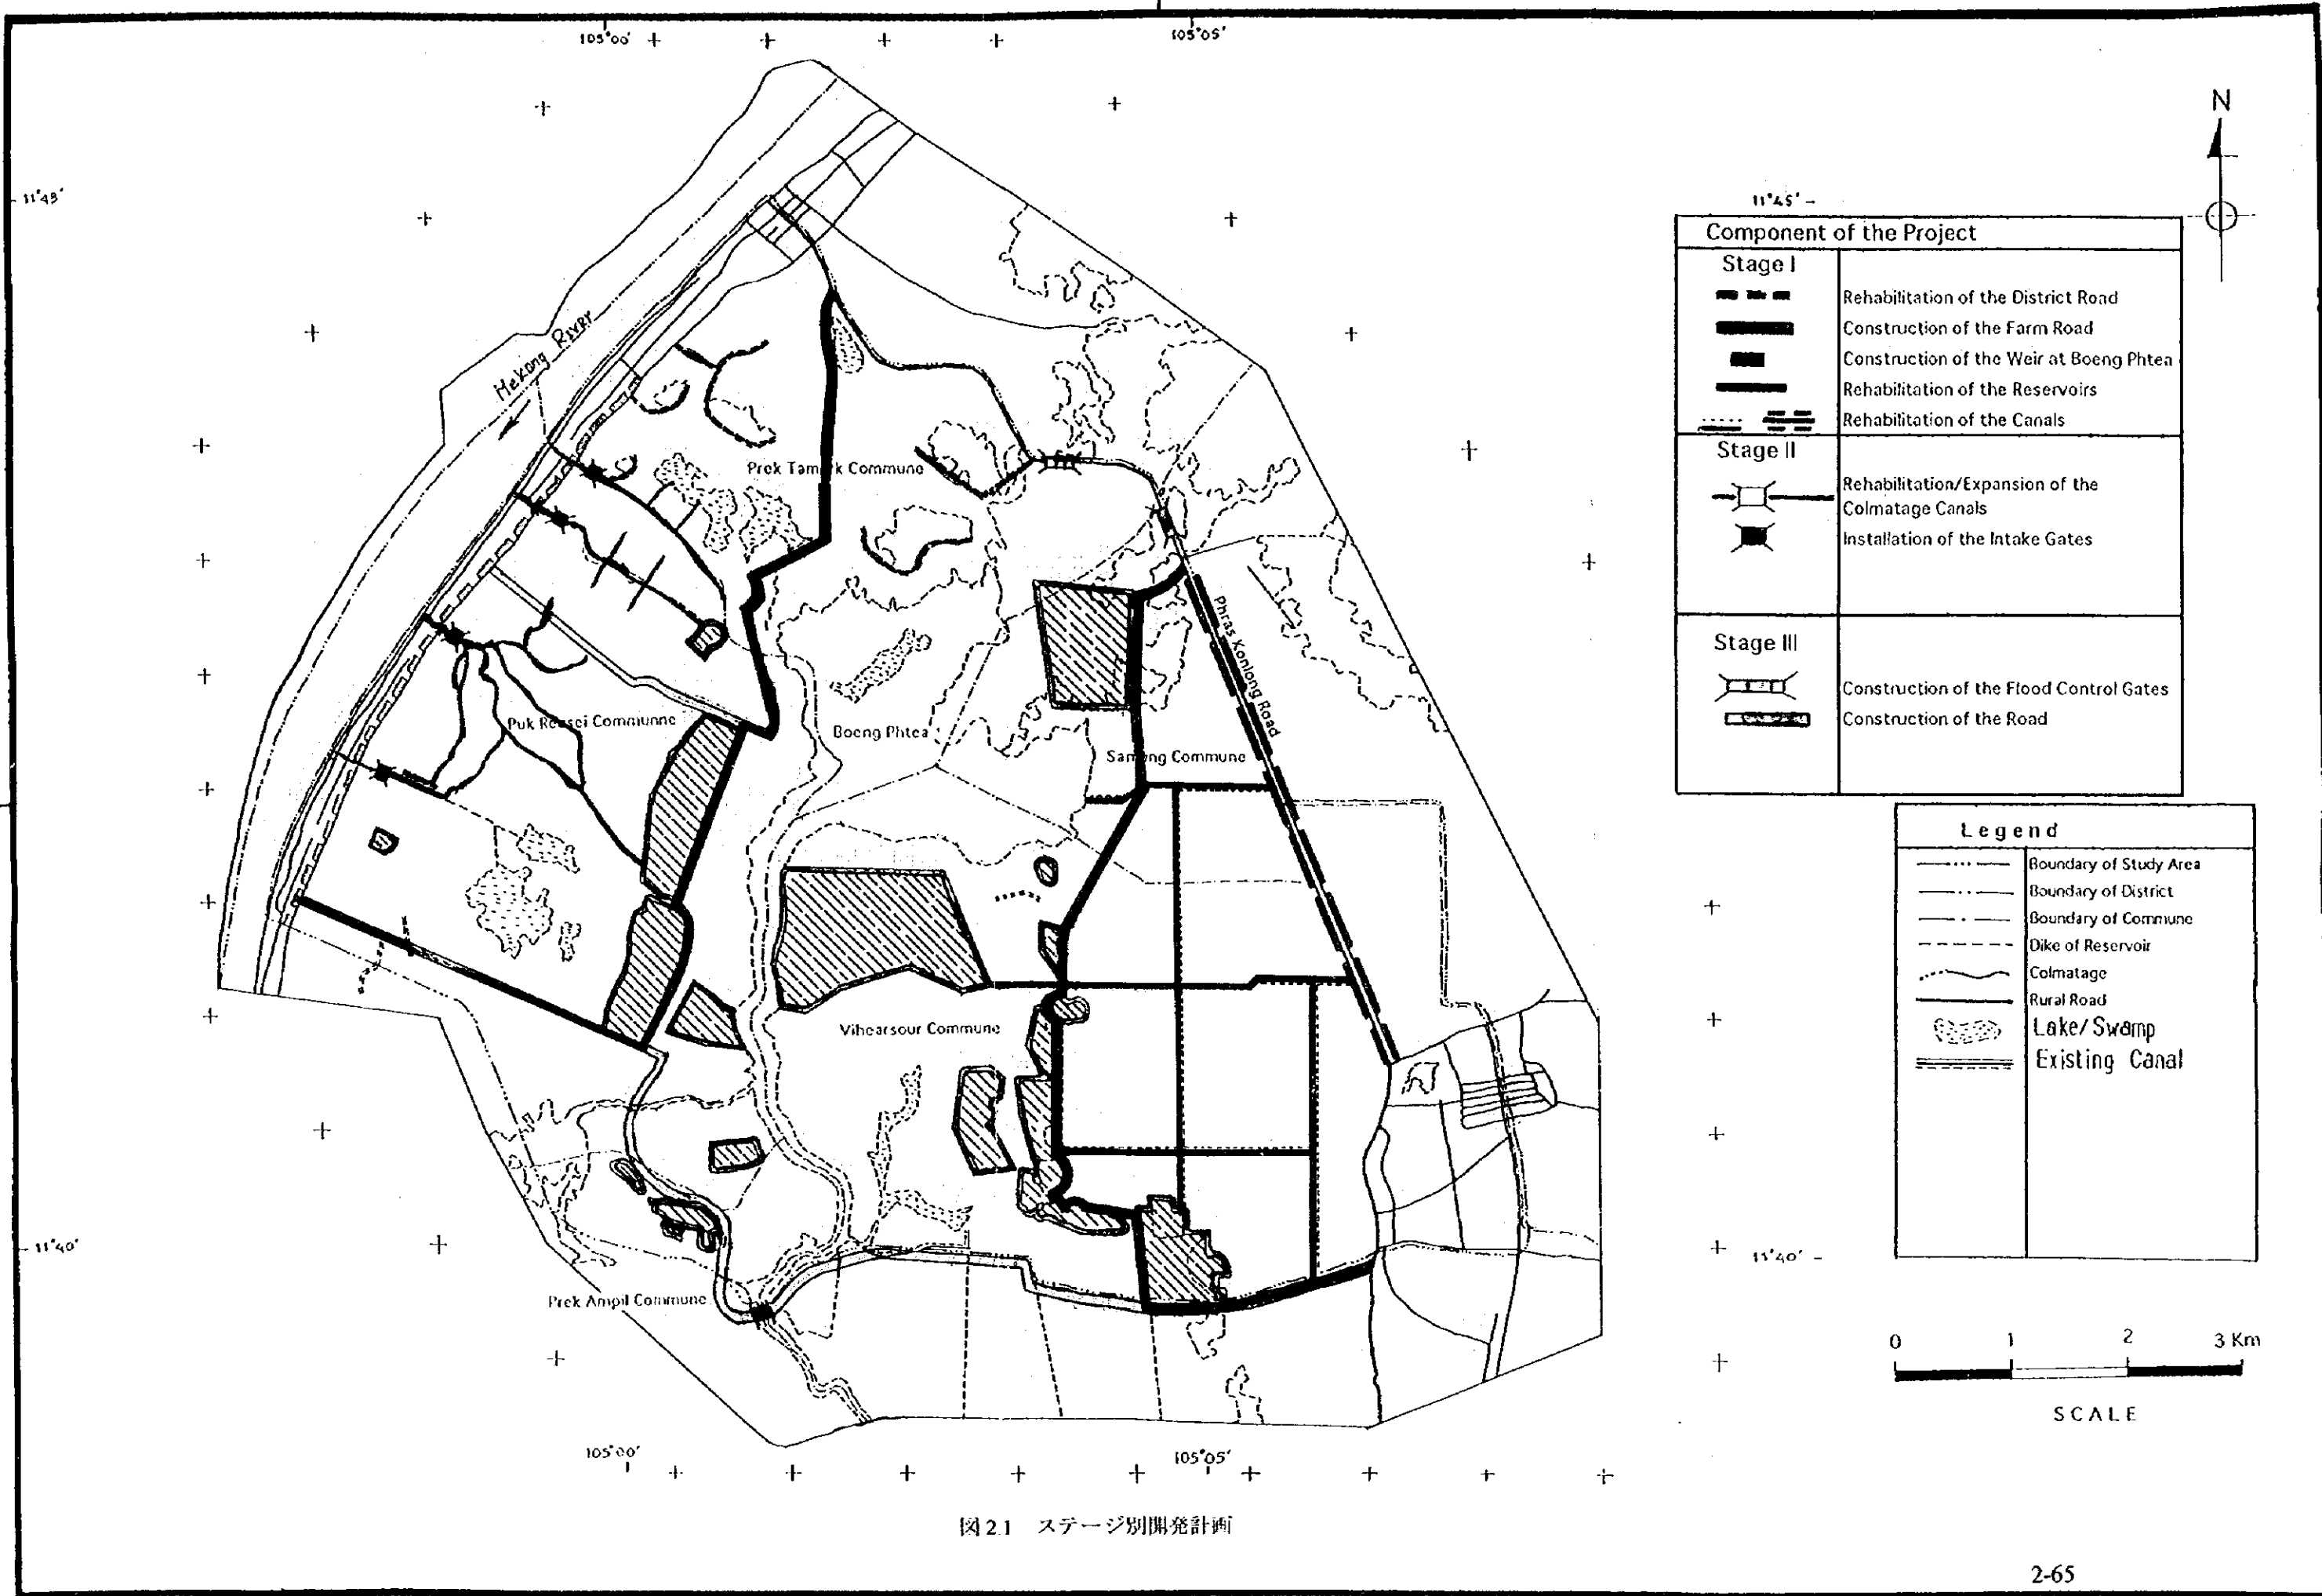 105°00'
105°05'
N
11°45'
11°45'
Component of the Project
Stage I
Rehabilitation of the District Road
Construction of the Farm Road
Construction of the Weir at Boeng Phtea
Rehabilitation of the Reservoirs
Rehabilitation of the Canals
Stage II
Rehabilitation/Expansion of the
Colmatage Canals
Installation of the Intake Gates
Stage III
Construction of the Flood Control Gates
Construction of the Road
Mekong River
Prek Tamak Commune
Phras Konlong Road
Puk Reusei Communne
Boeng Phtea
Samrong Commune
Legend
Boundary of Study Area
Boundary of District
Boundary of Commune
Dike of Reservoir
Colmatage
Rural Road
Lake/Swamp
Existing Canal
Vihearsour Commune
11°40'
11°40'
Prek Ampil Commune
0 1 2 3 Km
SCALE
105°00'
105°05'
図2.1 ステージ別開発計画
2-65